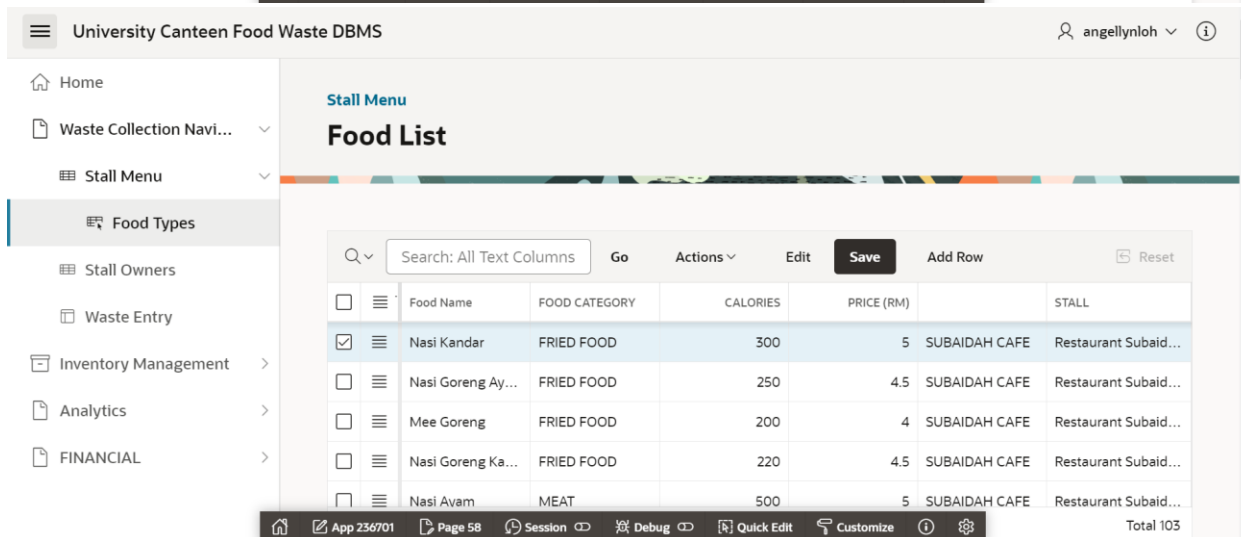 University Canteen Food Waste DBMS
angellynloh
Home
Waste Collection Navi...
Stall Menu
Food Types
Stall Owners
Waste Entry
Inventory Management
Analytics
FINANCIAL
Stall Menu
Food List
Search: All Text Columns Go Actions Edit Save Add Row Reset
Food Name FOOD CATEGORY CALORIES PRICE (RM) STALL
Nasi Kandar FRIED FOOD 300 5 SUBAIDAH CAFE Restaurant Subaid...
Nasi Goreng Ay... FRIED FOOD 250 4.5 SUBAIDAH CAFE Restaurant Subaid...
Mee Goreng FRIED FOOD 200 4 SUBAIDAH CAFE Restaurant Subaid...
Nasi Goreng Ka... FRIED FOOD 220 4.5 SUBAIDAH CAFE Restaurant Subaid...
Nasi Ayam MEAT 500 5 SUBAIDAH CAFE Restaurant Subaid...
Total 103
App 236701 Page 58 Session Debug Quick Edit Customize